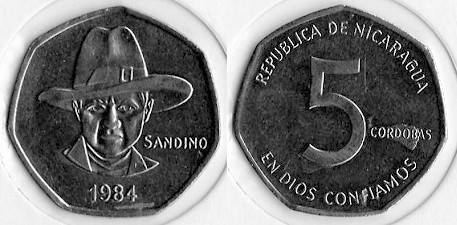 SANDINO
1984
REPUBLICA DE NICARAGUA
5
CORDOBAS
EN DIOS CONFIAMOS